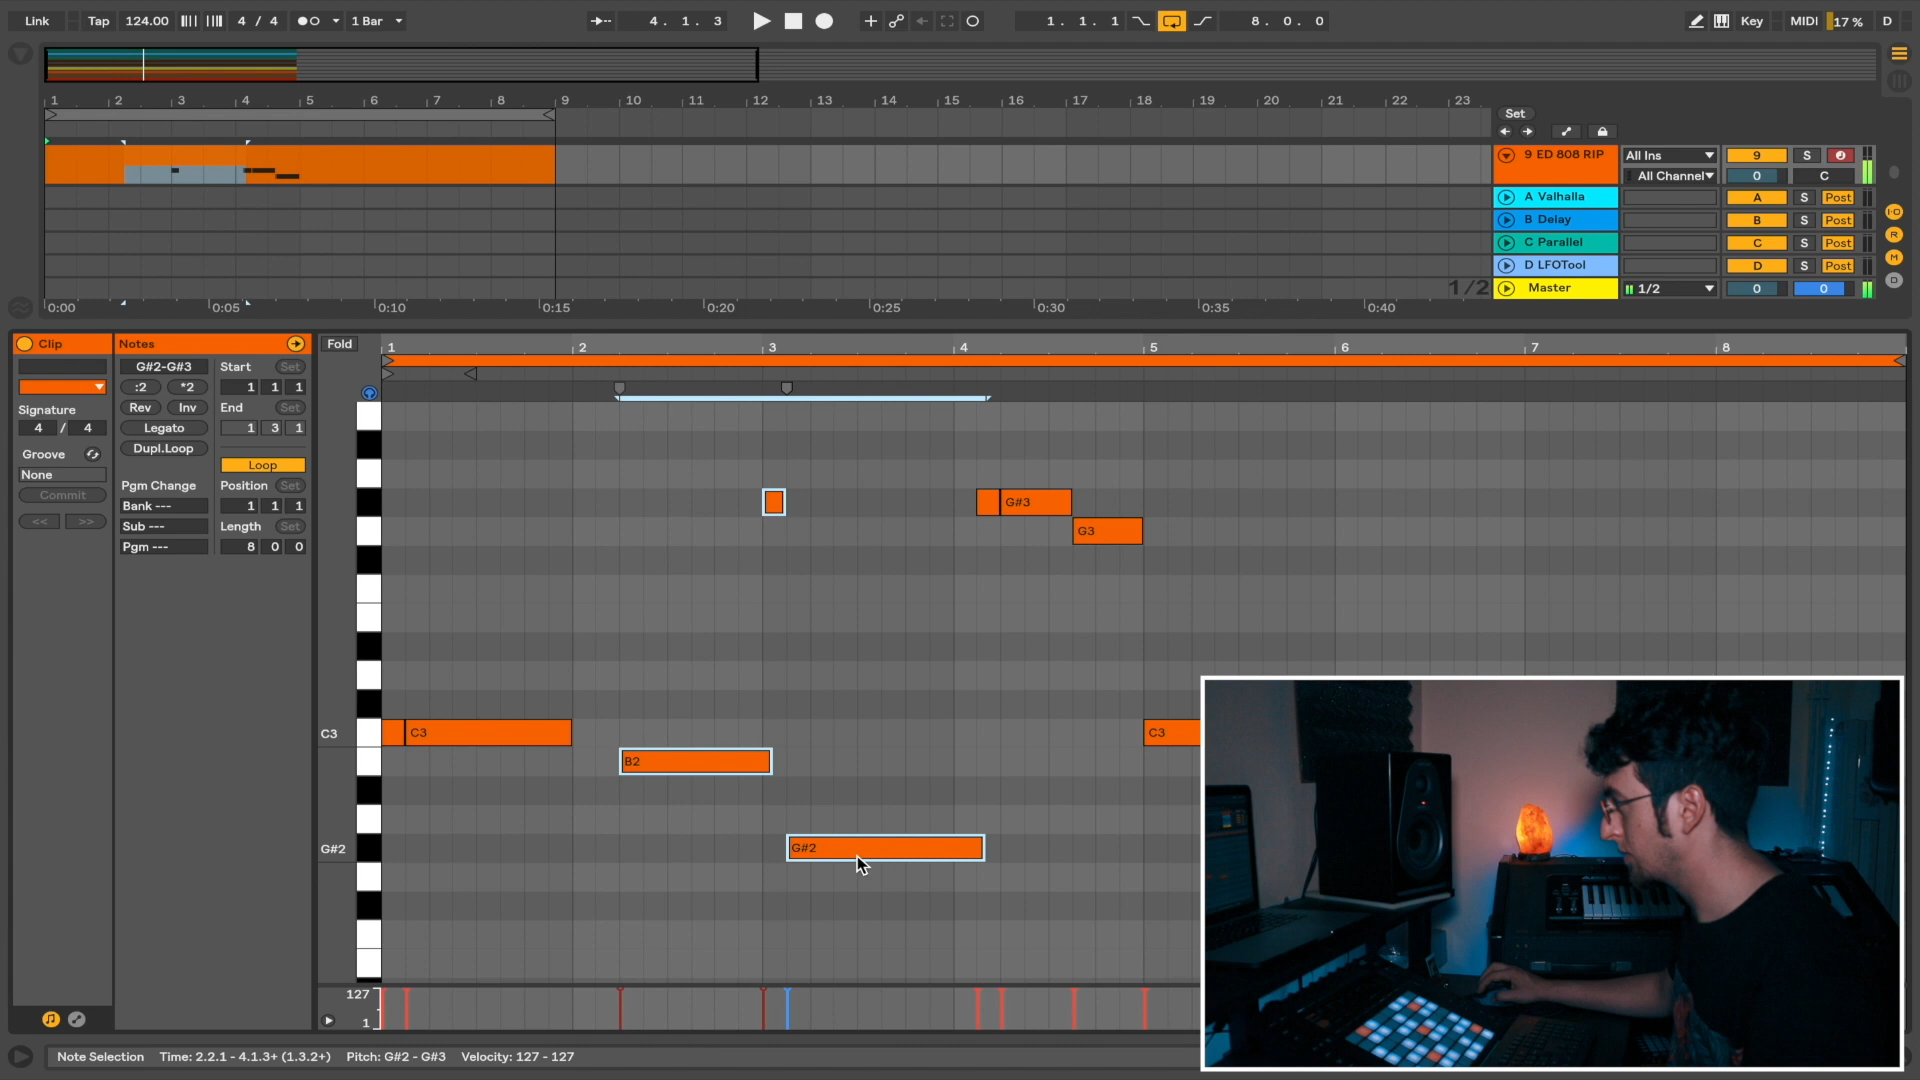 Link Tap 124.00 4 / 4 1 Bar 4. 1. 3 1. 1. 1 8. 0. 0 Key MIDI 17 % D
1 2 3 4 5 6 7 8 9 10 11 12 13 14 15 16 17 18 19 20 21 22 23
Set
9 ED 808 RIP All Ins 9 S
All Channel 0 C
A Valhalla A S Post
B Delay B S Post
C Parallel C S Post
D LFOTool D S Post
1/2 Master 1/2 0 0
I·O
R
M
D
0:00 0:05 0:10 0:15 0:20 0:25 0:30 0:35 0:40
Clip Notes Fold 1 2 3 4 5 6 7 8
G#2-G#3 Start Set
:2 *2 1 1 1
Signature Rev Inv End Set
4 / 4 Legato 1 3 1
Groove Dupl.Loop
None Loop
Commit Pgm Change Position Set
<< >> Bank --- 1 1 1
Sub --- Length Set
Pgm --- 8 0 0
G#3
G3
C3 C3 C3
B2
G#2 G#2
127
1
Note Selection Time: 2.2.1 - 4.1.3+ (1.3.2+) Pitch: G#2 - G#3 Velocity: 127 - 127